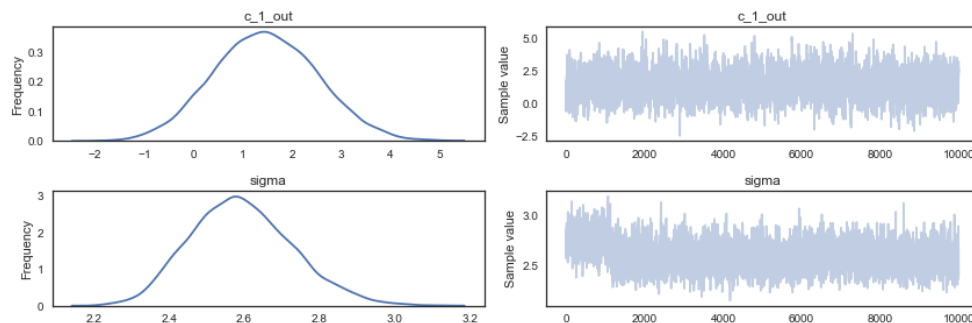 c_1_out
c_1_out
Frequency
0.3
0.2
0.1
0.0
−2 −1 0 1 2 3 4 5
Sample value
5.0
2.5
0.0
−2.5
0 2000 4000 6000 8000 10000
sigma
sigma
Frequency
3
2
1
0
2.2 2.4 2.6 2.8 3.0 3.2
Sample value
3.0
2.5
0 2000 4000 6000 8000 10000